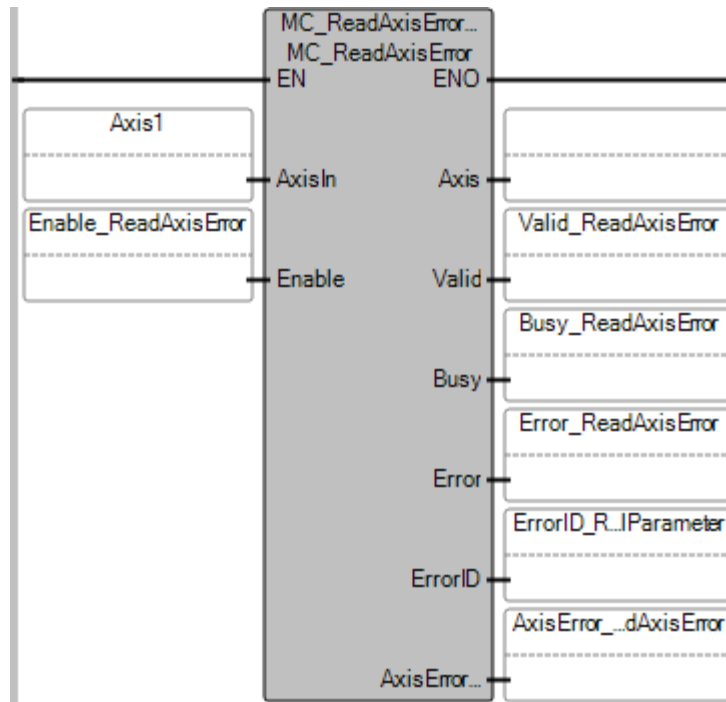 MC_ReadAxisError...
MC_ReadAxisError
EN ENO
Axis1
AxisIn Axis
Enable_ReadAxisError Valid_ReadAxisError
Enable Valid
Busy_ReadAxisError
Busy
Error_ReadAxisError
Error
ErrorID_R...lParameter
ErrorID
AxisError_...dAxisError
AxisError...